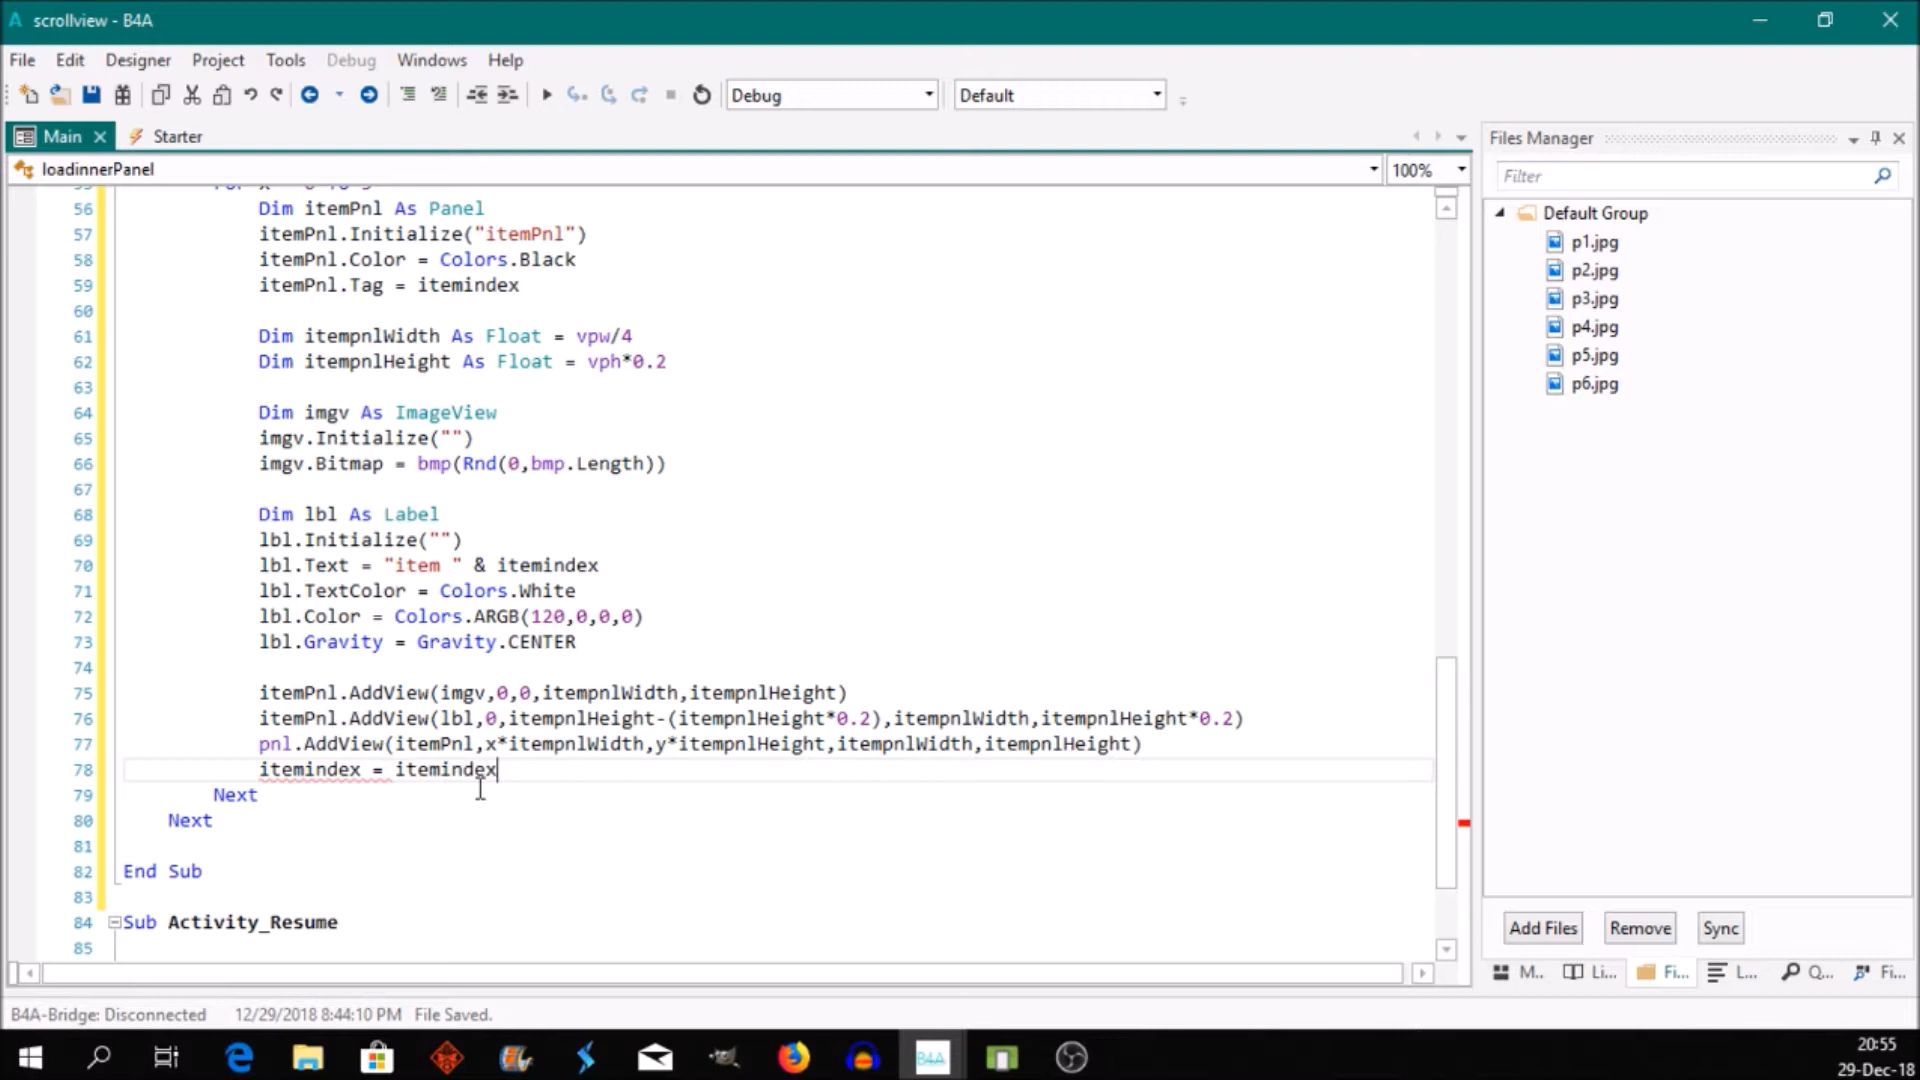 scrollview - B4A
File Edit Designer Project Tools Debug Windows Help
Debug Default
Main Starter
loadinnerPanel 100%
56 Dim itemPnl As Panel
57 itemPnl.Initialize("itemPnl")
58 itemPnl.Color = Colors.Black
59 itemPnl.Tag = itemindex
60
61 Dim itempnlWidth As Float = vpw/4
62 Dim itempnlHeight As Float = vph*0.2
63
64 Dim imgv As ImageView
65 imgv.Initialize("")
66 imgv.Bitmap = bmp(Rnd(0,bmp.Length))
67
68 Dim lbl As Label
69 lbl.Initialize("")
70 lbl.Text = "item " & itemindex
71 lbl.TextColor = Colors.White
72 lbl.Color = Colors.ARGB(120,0,0,0)
73 lbl.Gravity = Gravity.CENTER
74
75 itemPnl.AddView(imgv,0,0,itempnlWidth,itempnlHeight)
76 itemPnl.AddView(lbl,0,itempnlHeight-(itempnlHeight*0.2),itempnlWidth,itempnlHeight*0.2)
77 pnl.AddView(itemPnl,x*itempnlWidth,y*itempnlHeight,itempnlWidth,itempnlHeight)
78 itemindex = itemindex
79 Next
80 Next
81
82 End Sub
83
84 Sub Activity_Resume
85
Files Manager
Filter
Default Group
p1.jpg
p2.jpg
p3.jpg
p4.jpg
p5.jpg
p6.jpg
Add Files Remove Sync
M.. Li... Fi... L... Q... Fi...
B4A-Bridge: Disconnected 12/29/2018 8:44:10 PM File Saved.
B4A
20:55
29-Dec-18